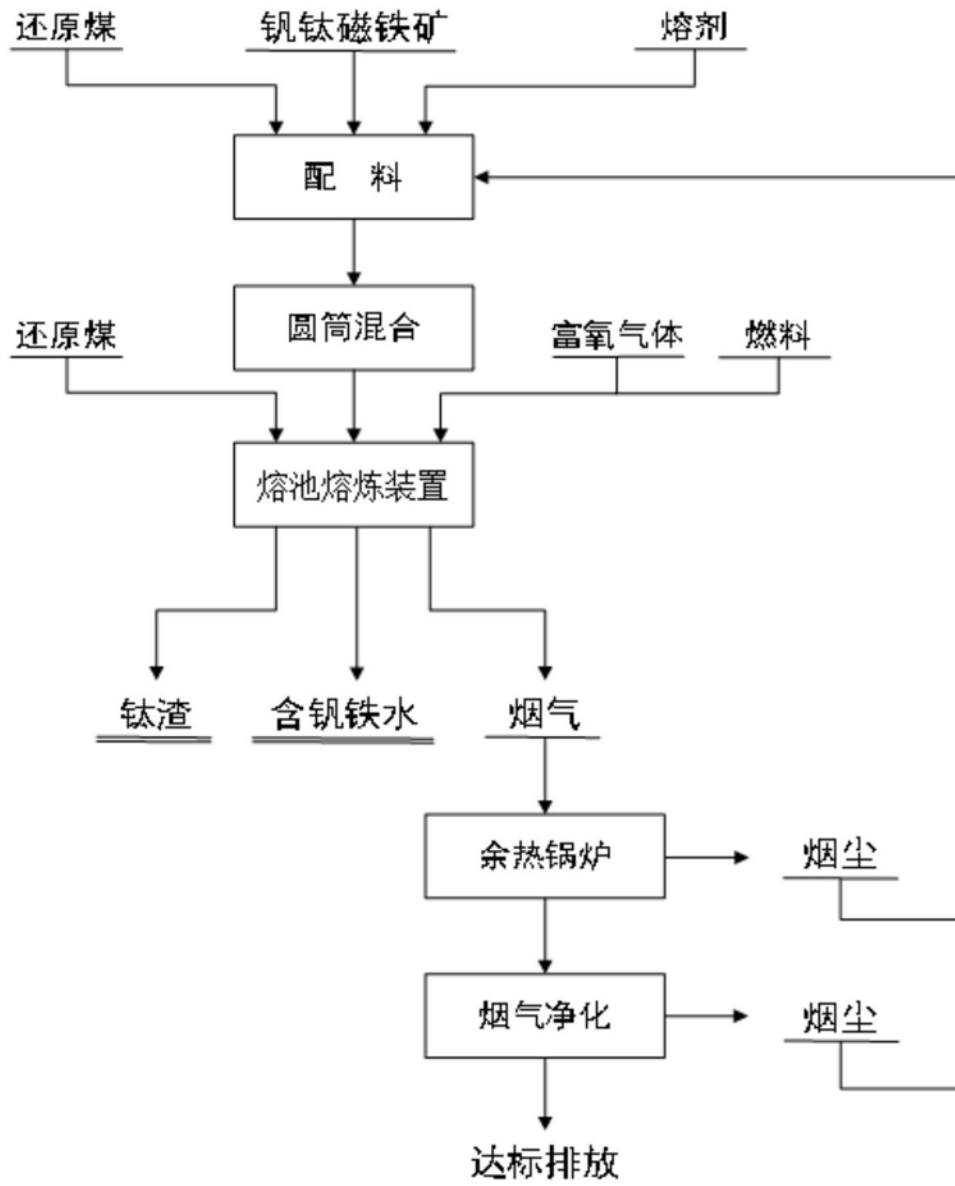 还原煤
钒钛磁铁矿
熔剂
配 料
圆筒混合
还原煤
富氧气体
燃料
熔池熔炼装置
钛渣
含钒铁水
烟气
余热锅炉
烟尘
烟气净化
烟尘
达标排放